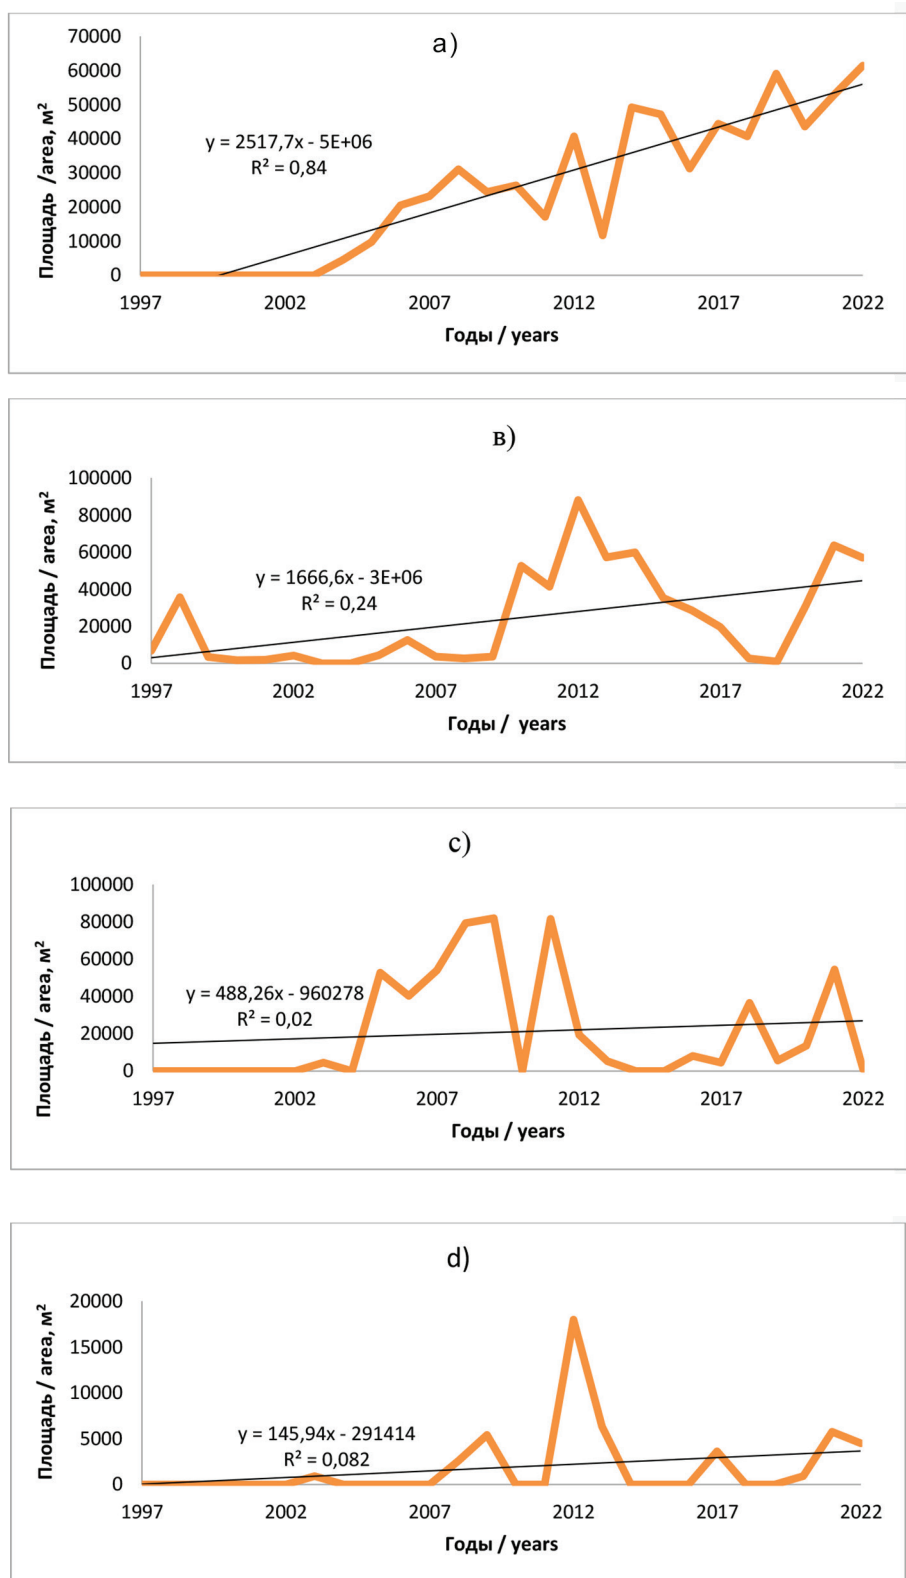 a)
70000
60000
50000
40000
30000
20000
10000
0
Площадь /area, м²
y = 2517,7x - 5E+06
R² = 0,84
1997 2002 2007 2012 2017 2022
Годы / years
в)
100000
80000
60000
40000
20000
0
Площадь / area, м²
y = 1666,6x - 3E+06
R² = 0,24
1997 2002 2007 2012 2017 2022
Годы / years
c)
100000
80000
60000
40000
20000
0
Площадь / area, м²
y = 488,26x - 960278
R² = 0,02
1997 2002 2007 2012 2017 2022
Годы / years
d)
20000
15000
10000
5000
0
Площадь / area, м²
y = 145,94x - 291414
R² = 0,082
1997 2002 2007 2012 2017 2022
Годы / years